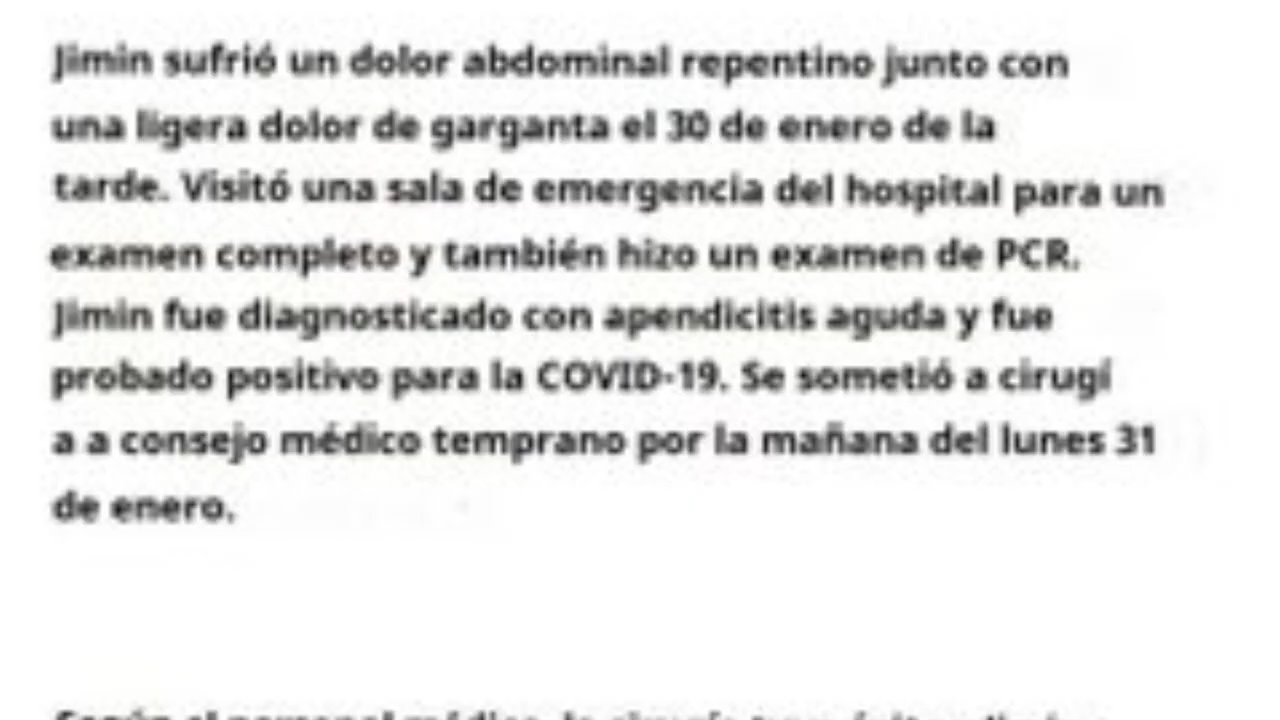 Jimin sufrió un dolor abdominal repentino junto con
una ligera dolor de garganta el 30 de enero de la
tarde. Visitó una sala de emergencia del hospital para un
examen completo y también hizo un examen de PCR.
Jimin fue diagnosticado con apendicitis aguda y fue
probado positivo para la COVID-19. Se sometió a cirugí
a a consejo médico temprano por la mañana del lunes 31
de enero.